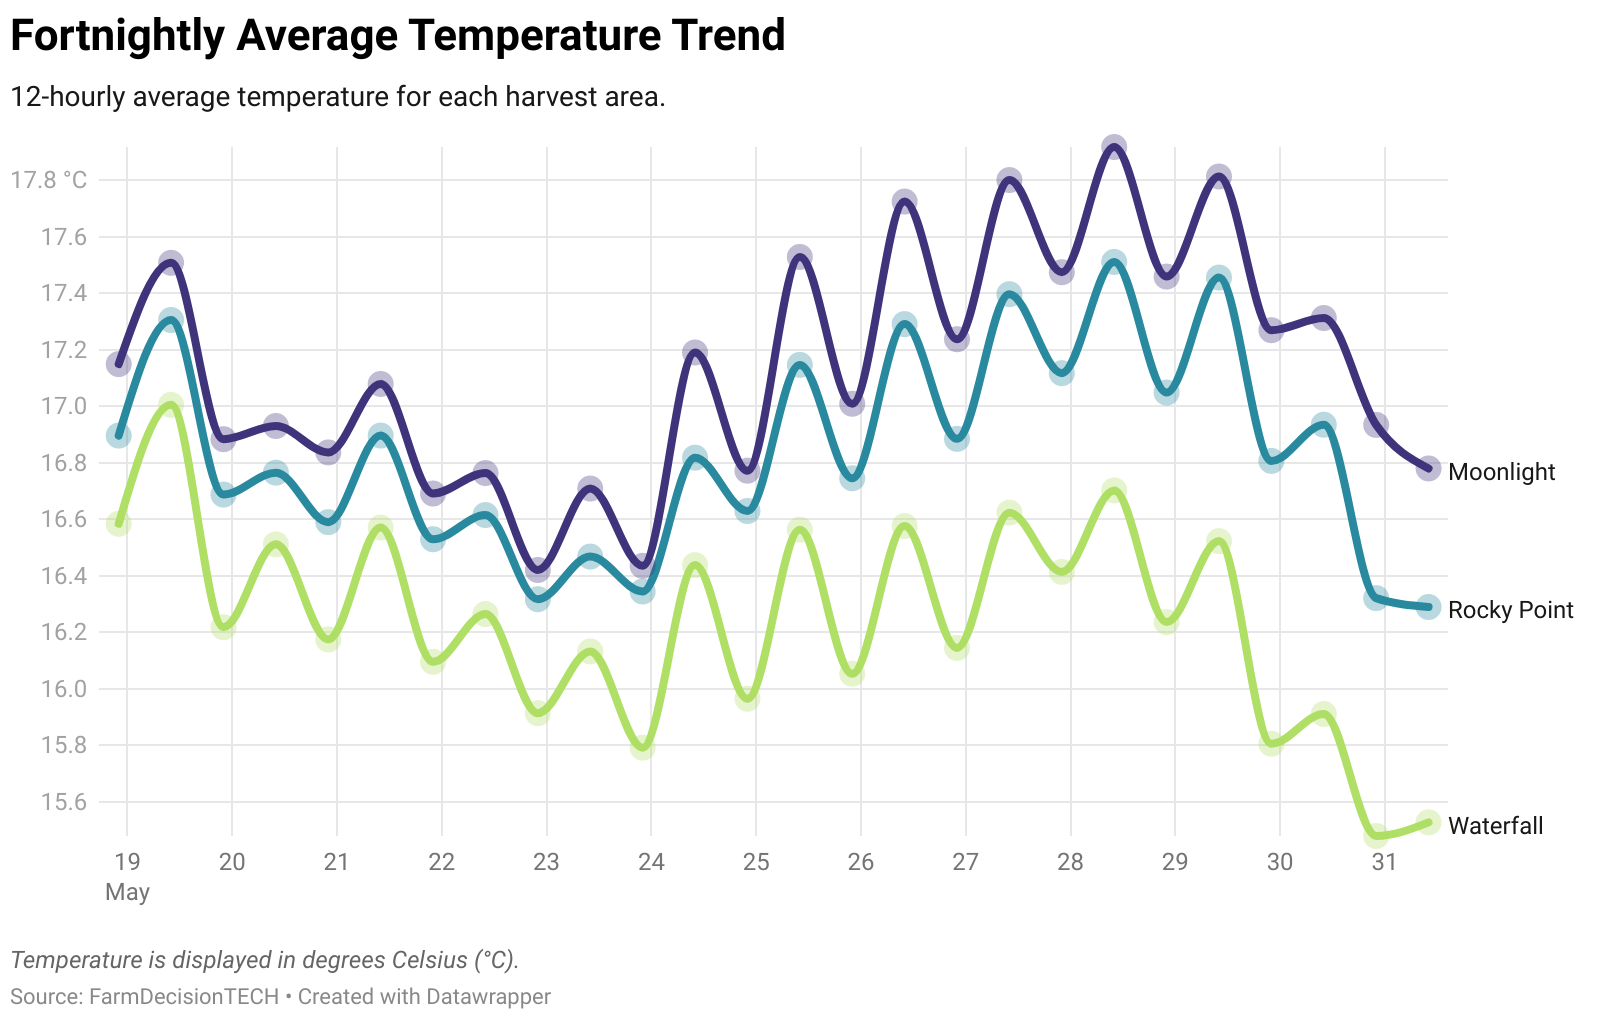 Fortnightly Average Temperature Trend
12-hourly average temperature for each harvest area.
17.8 °C
17.6
17.4
17.2
17.0
16.8
16.6
16.4
16.2
16.0
15.8
15.6
Moonlight
Rocky Point
Waterfall
19 20 21 22 23 24 25 26 27 28 29 30 31
May
Temperature is displayed in degrees Celsius (°C).
Source: FarmDecisionTECH • Created with Datawrapper